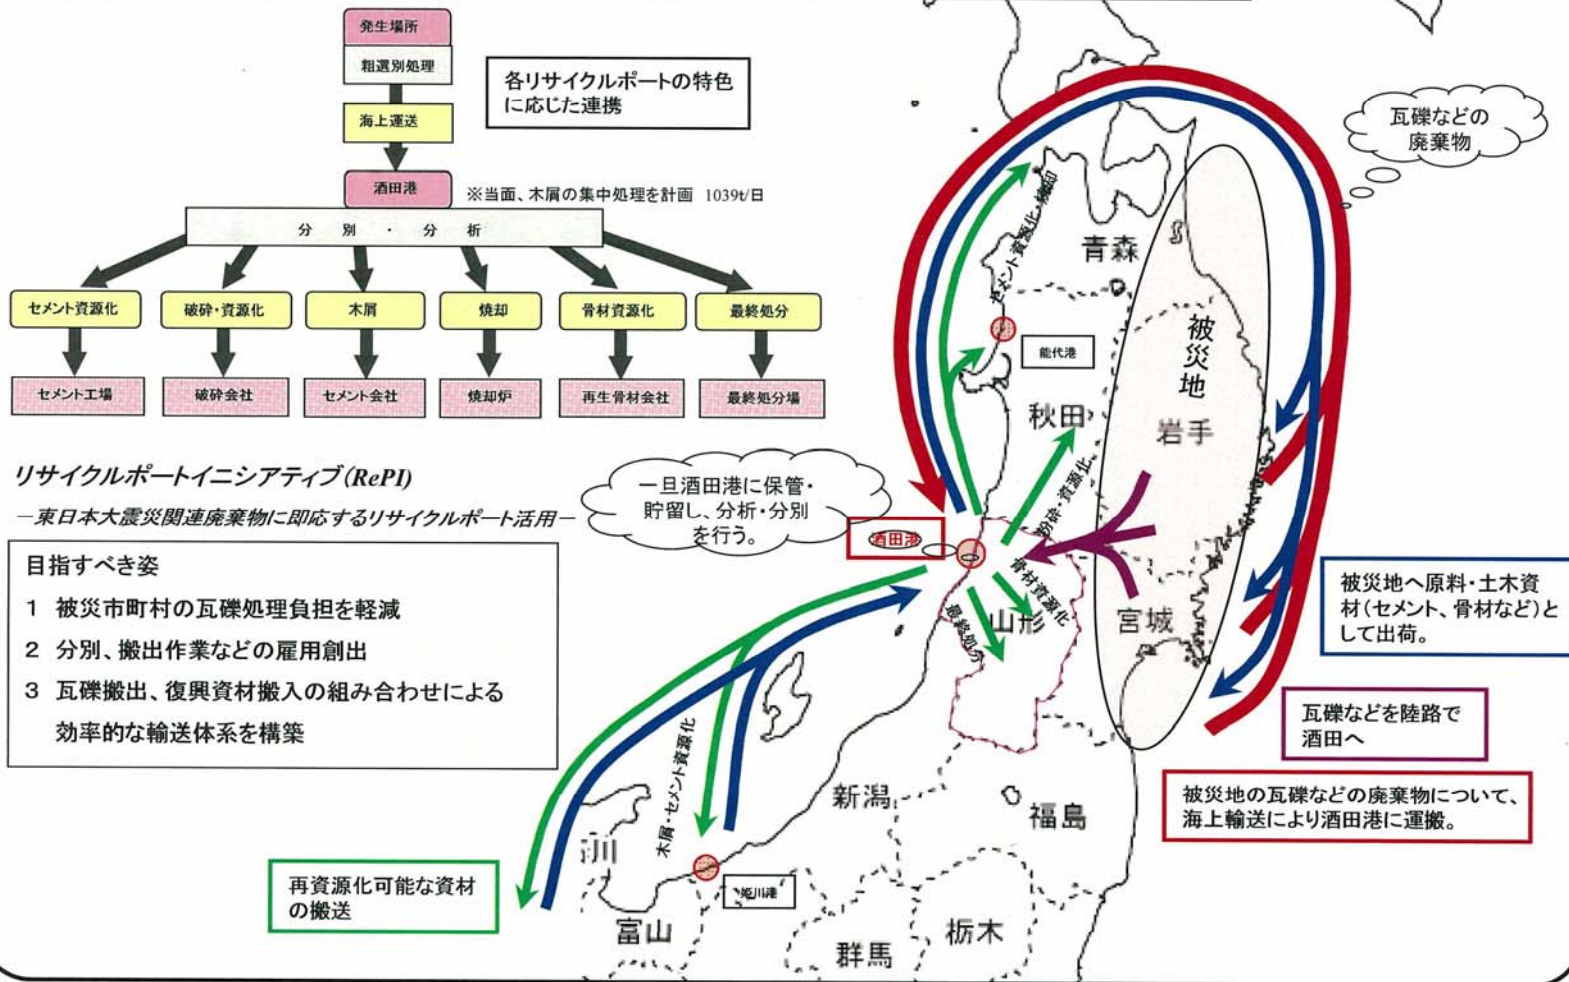 発生場所
粗選別処理
海上運送
酒田港
※当面、木屑の集中処理を計画 1039t/日
分別・分析
セメント資源化
破砕・資源化
木屑
焼却
骨材資源化
最終処分
セメント工場
破砕会社
セメント会社
焼却炉
再生骨材会社
最終処分場
各リサイクルポートの特色
に応じた連携
リサイクルポートイニシアティブ(RePI)
－東日本大震災関連廃棄物に即応するリサイクルポート活用－
目指すべき姿
1 被災市町村の瓦礫処理負担を軽減
2 分別、搬出作業などの雇用創出
3 瓦礫搬出、復興資材搬入の組み合わせによる
効率的な輸送体系を構築
瓦礫などの
廃棄物
セメント資源化・焼却
青森
被災地
能代港
秋田
岩手
一旦酒田港に保管・
貯留し、分析・分別
を行う。
酒田港
粉砕・資源化
骨材資源化
最終処分
山形
宮城
被災地へ原料・土木資
材(セメント、骨材など)と
して出荷。
瓦礫などを陸路で
酒田へ
被災地の瓦礫などの廃棄物について、
海上輸送により酒田港に運搬。
木屑・セメント資源化
新潟
福島
川
姫川港
再資源化可能な資材
の搬送
富山
群馬
栃木